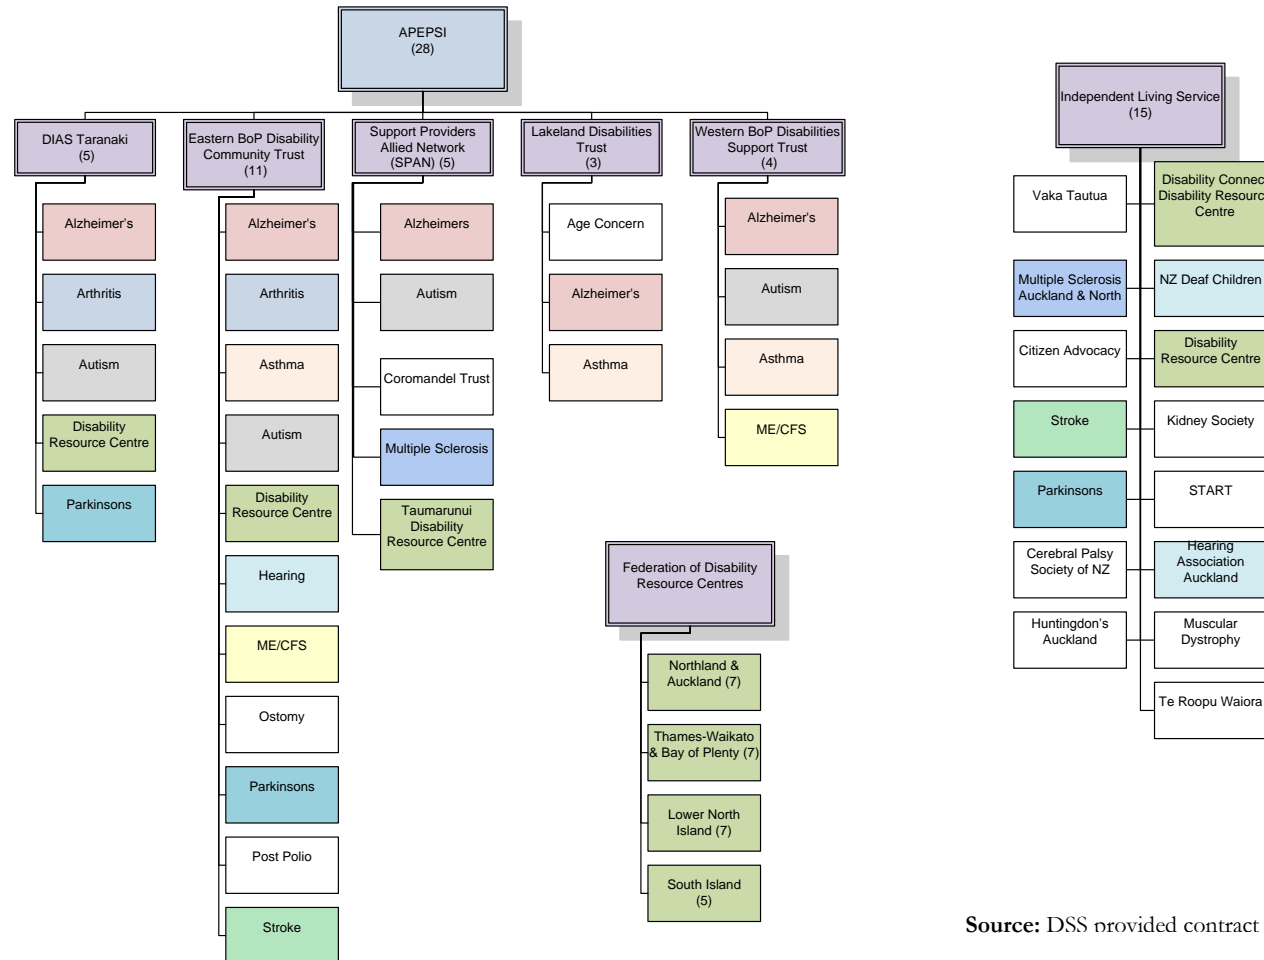 APEPSI
(28)
DIAS Taranaki
(5)
Alzheimer's
Arthritis
Autism
Disability
Resource Centre
Parkinsons
Eastern BoP Disability
Community Trust
(11)
Alzheimer's
Arthritis
Asthma
Autism
Disability
Resource Centre
Hearing
ME/CFS
Ostomy
Parkinsons
Post Polio
Stroke
Support Providers
Allied Network
(SPAN) (5)
Alzheimers
Autism
Coromandel Trust
Multiple Sclerosis
Taumarunui
Disability
Resource Centre
Lakeland Disabilities
Trust
(3)
Age Concern
Alzheimer's
Asthma
Western BoP Disabilities
Support Trust
(4)
Alzheimer's
Autism
Asthma
ME/CFS
Federation of Disability
Resource Centres
Northland &
Auckland (7)
Thames-Waikato
& Bay of Plenty (7)
Lower North
Island (7)
South Island
(5)
Independent Living Service
(15)
Vaka Tautua
Disability Connec
Disability Resourc
Centre
Multiple Sclerosis
Auckland & North
NZ Deaf Children
Citizen Advocacy
Disability
Resource Centre
Stroke
Kidney Society
Parkinsons
START
Cerebral Palsy
Society of NZ
Hearing
Association
Auckland
Huntingdon's
Auckland
Muscular
Dystrophy
Te Roopu Waiora
Source: DSS provided contract